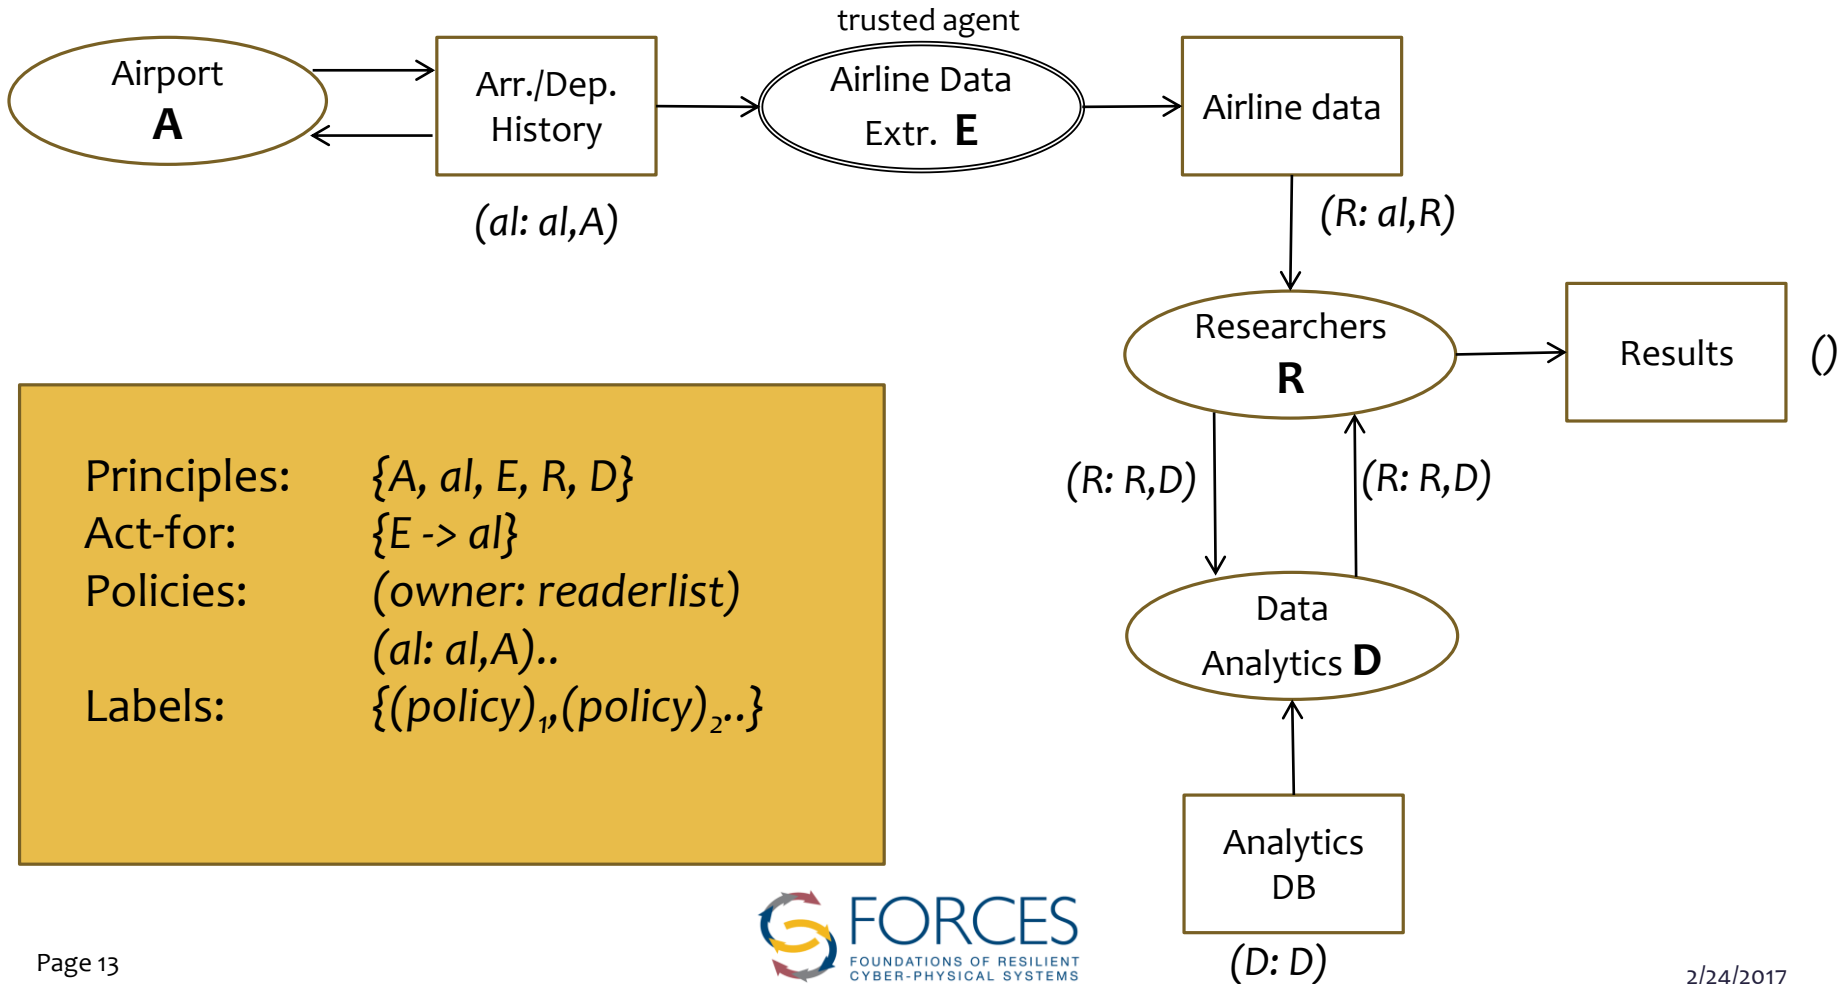 trusted agent
Airport
A
Arr./Dep.
History
(al: al,A)
Airline Data
Extr. E
Airline data
(R: al,R)
Researchers
R
Results
()
(R: R,D)
(R: R,D)
Data
Analytics D
Analytics
DB
(D: D)
Principles: {A, al, E, R, D}
Act-for: {E -> al}
Policies: (owner: readerlist)
(al: al,A)..
Labels: {(policy)₁,(policy)₂..}
FORCES
FOUNDATIONS OF RESILIENT
CYBER-PHYSICAL SYSTEMS
Page 13
2/24/2017